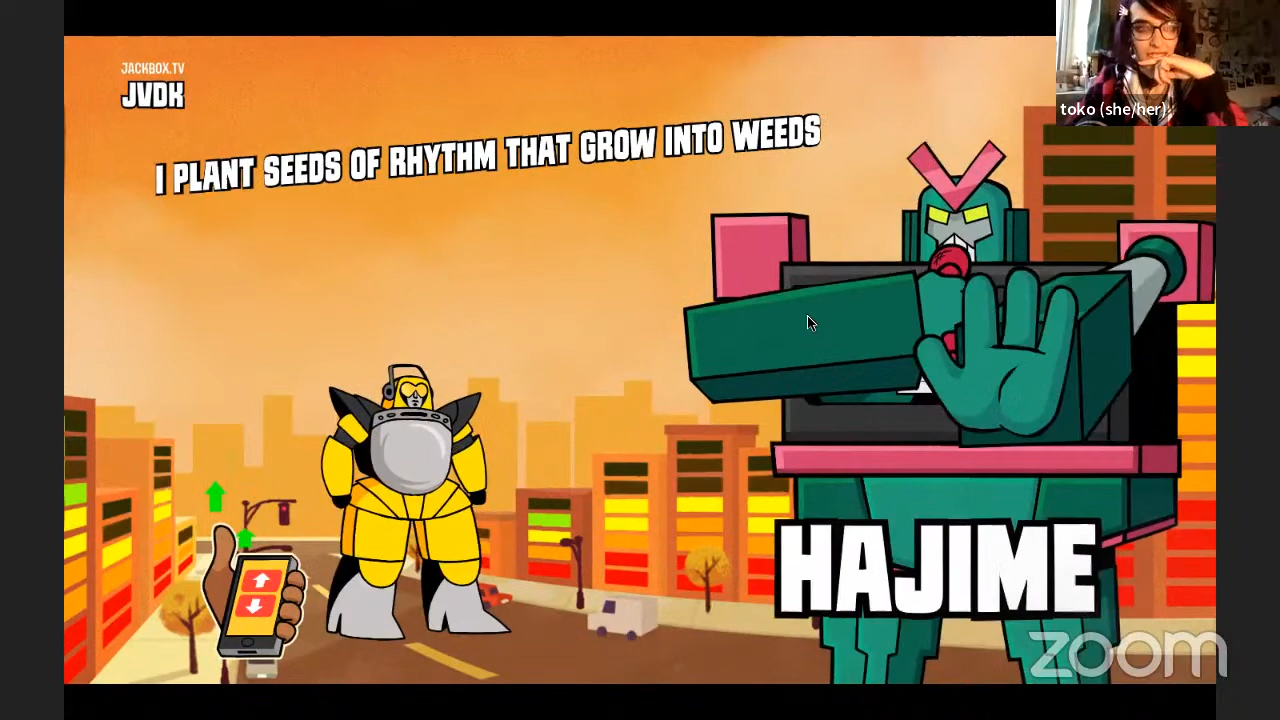 JACKBOX.TV
JVDK
I PLANT SEEDS OF RHYTHM THAT GROW INTO WEEDS
toko (she/her)
HAJIME
zoom